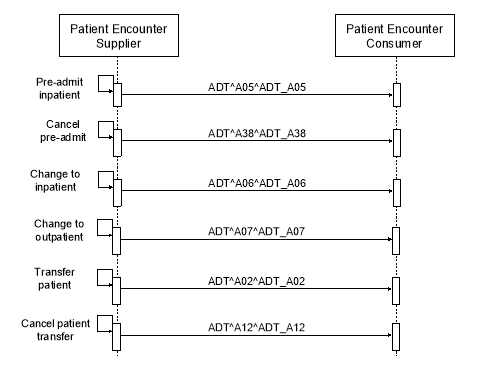 Patient Encounter
Supplier
Patient Encounter
Consumer
Pre-admit
inpatient
ADT^A05^ADT_A05
Cancel
pre-admit
ADT^A38^ADT_A38
Change to
inpatient
ADT^A06^ADT_A06
Change to
outpatient
ADT^A07^ADT_A07
Transfer
patient
ADT^A02^ADT_A02
Cancel patient
transfer
ADT^A12^ADT_A12